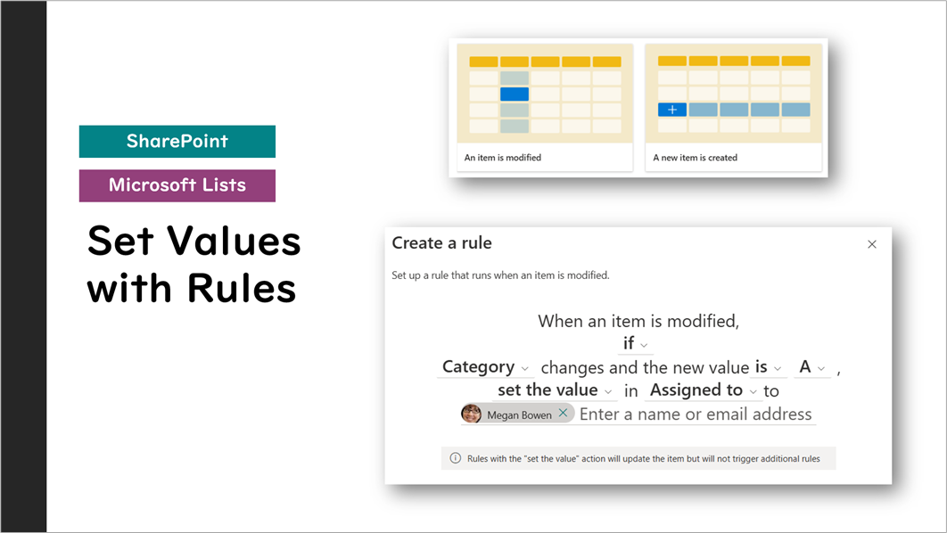 SharePoint
Microsoft Lists
Set Values
with Rules
An item is modified
A new item is created
Create a rule
Set up a rule that runs when an item is modified.
When an item is modified,
if
Category changes and the new value is A ,
set the value in Assigned to to
Megan Bowen Enter a name or email address
Rules with the "set the value" action will update the item but will not trigger additional rules